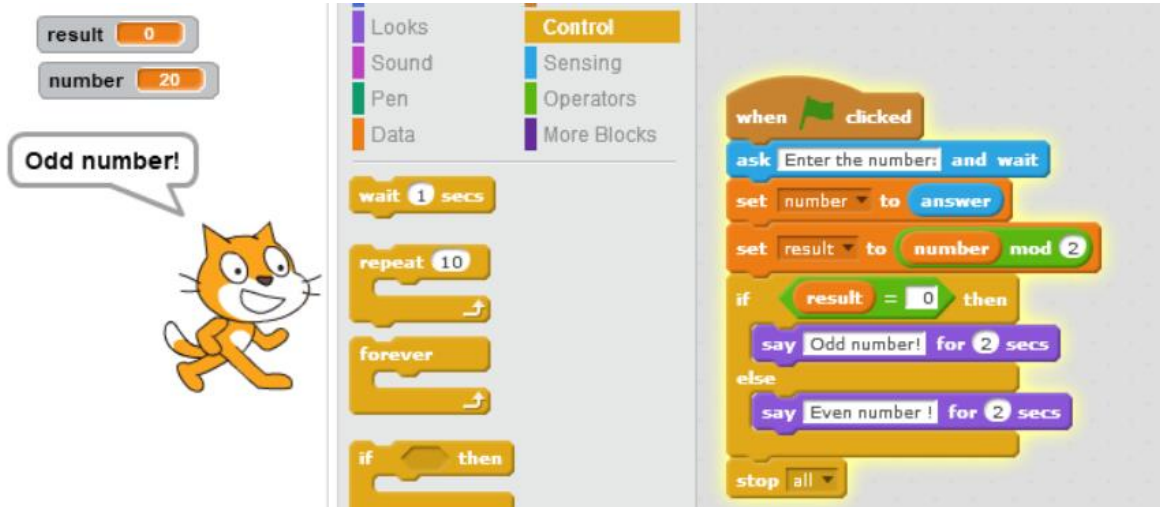 result 0
number 20
Odd number!
Looks
Sound
Pen
Data
Control
Sensing
Operators
More Blocks
wait 1 secs
repeat 10
forever
if then
when clicked
ask Enter the number: and wait
set number to answer
set result to number mod 2
if result = 0 then
say Odd number! for 2 secs
else
say Even number ! for 2 secs
stop all